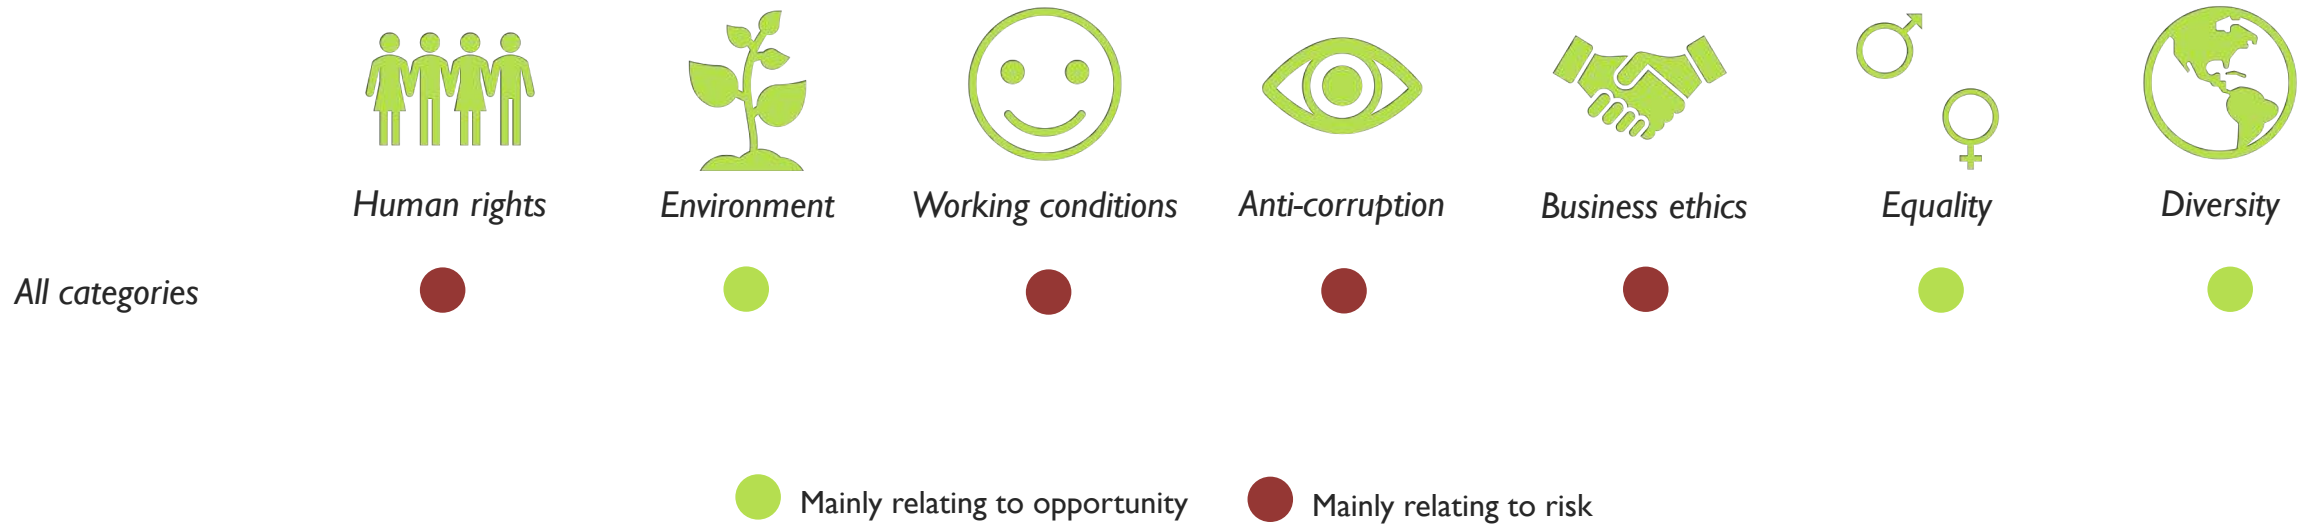 Human rights Environment Working conditions Anti-corruption Business ethics Equality Diversity
All categories
Mainly relating to opportunity Mainly relating to risk